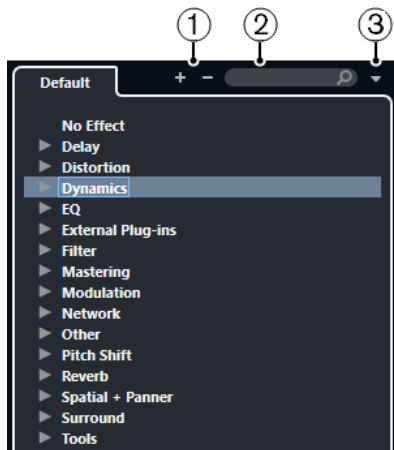 1 2 3
Default + −
No Effect
Delay
Distortion
Dynamics
EQ
External Plug-ins
Filter
Mastering
Modulation
Network
Other
Pitch Shift
Reverb
Spatial + Panner
Surround
Tools